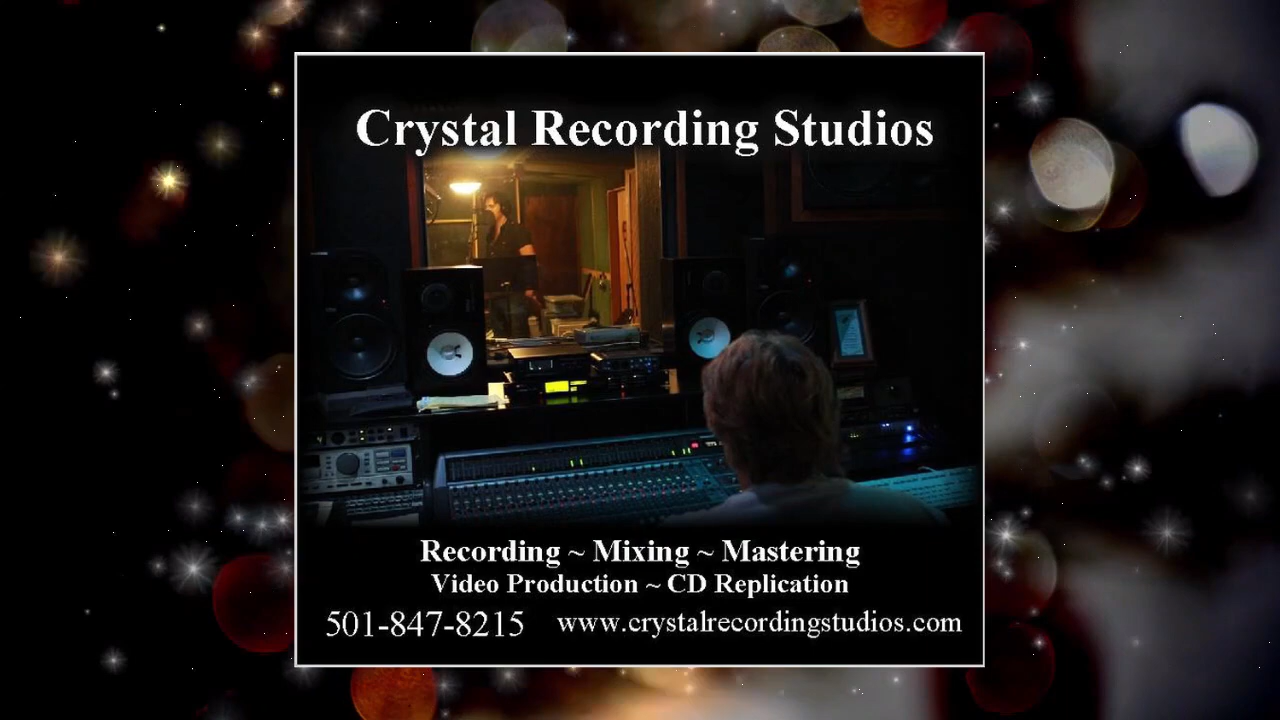 Crystal Recording Studios
Recording ~ Mixing ~ Mastering
Video Production ~ CD Replication
501-847-8215 www.crystalrecordingstudios.com